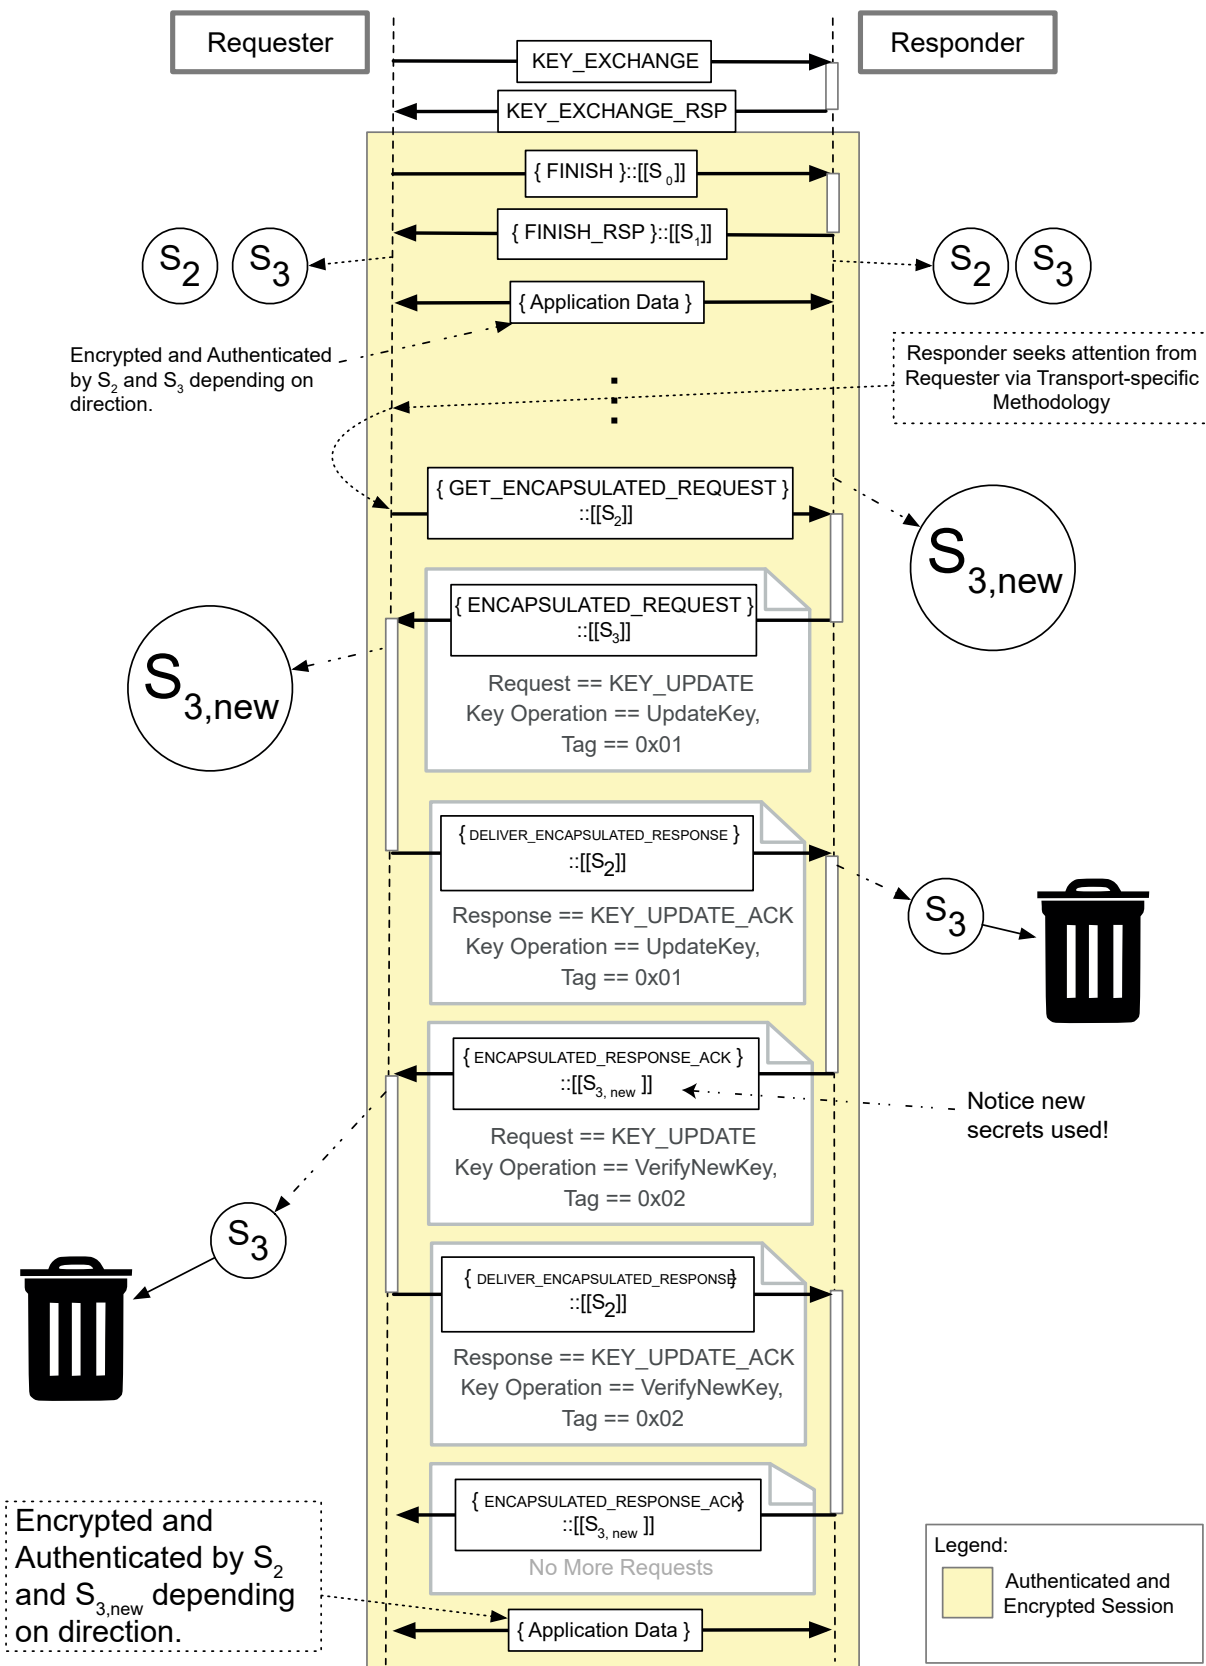 Requester
Responder
KEY_EXCHANGE
KEY_EXCHANGE_RSP
{ FINISH }::[[S0]]
{ FINISH_RSP }::[[S1]]
S2
S3
S2
S3
{ Application Data }
Encrypted and Authenticated
by S2 and S3 depending on
direction.
Responder seeks attention from
Requester via Transport-specific
Methodology
{ GET_ENCAPSULATED_REQUEST }
::[[S2]]
S3,new
{ ENCAPSULATED_REQUEST }
::[[S3]]
S3,new
Request == KEY_UPDATE
Key Operation == UpdateKey,
Tag == 0x01
{ DELIVER_ENCAPSULATED_RESPONSE }
::[[S2]]
S3
Response == KEY_UPDATE_ACK
Key Operation == UpdateKey,
Tag == 0x01
{ ENCAPSULATED_RESPONSE_ACK }
::[[S3, new ]]
Notice new
secrets used!
Request == KEY_UPDATE
Key Operation == VerifyNewKey,
Tag == 0x02
S3
{ DELIVER_ENCAPSULATED_RESPONSE }
::[[S2]]
Response == KEY_UPDATE_ACK
Key Operation == VerifyNewKey,
Tag == 0x02
{ ENCAPSULATED_RESPONSE_ACK }
::[[S3, new ]]
No More Requests
Encrypted and
Authenticated by S2
and S3,new depending
on direction.
{ Application Data }
Legend:
Authenticated and
Encrypted Session